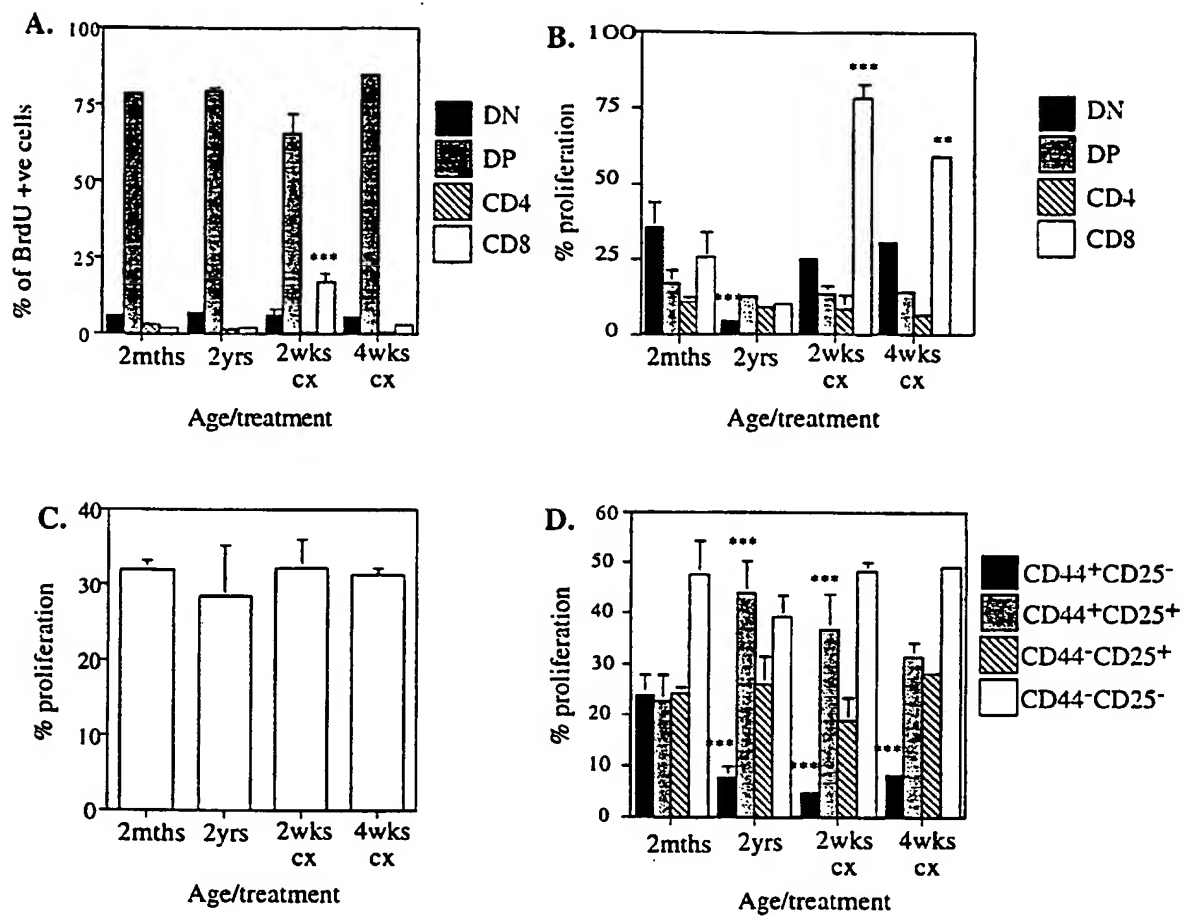 A.
100
75
50
25
0
% of BrdU +ve cells
***
2mths 2yrs 2wks cx 4wks cx
Age/treatment
DN
DP
CD4
CD8
B.
100
75
50
25
0
% proliferation
***
***
**
2mths 2yrs 2wks cx 4wks cx
Age/treatment
DN
DP
CD4
CD8
C.
40
30
20
10
0
% proliferation
2mths 2yrs 2wks cx 4wks cx
Age/treatment
D.
60
50
40
30
20
10
0
% proliferation
***
***
***
***
***
2mths 2yrs 2wks cx 4wks cx
Age/treatment
CD44+CD25-
CD44+CD25+
CD44-CD25+
CD44-CD25-